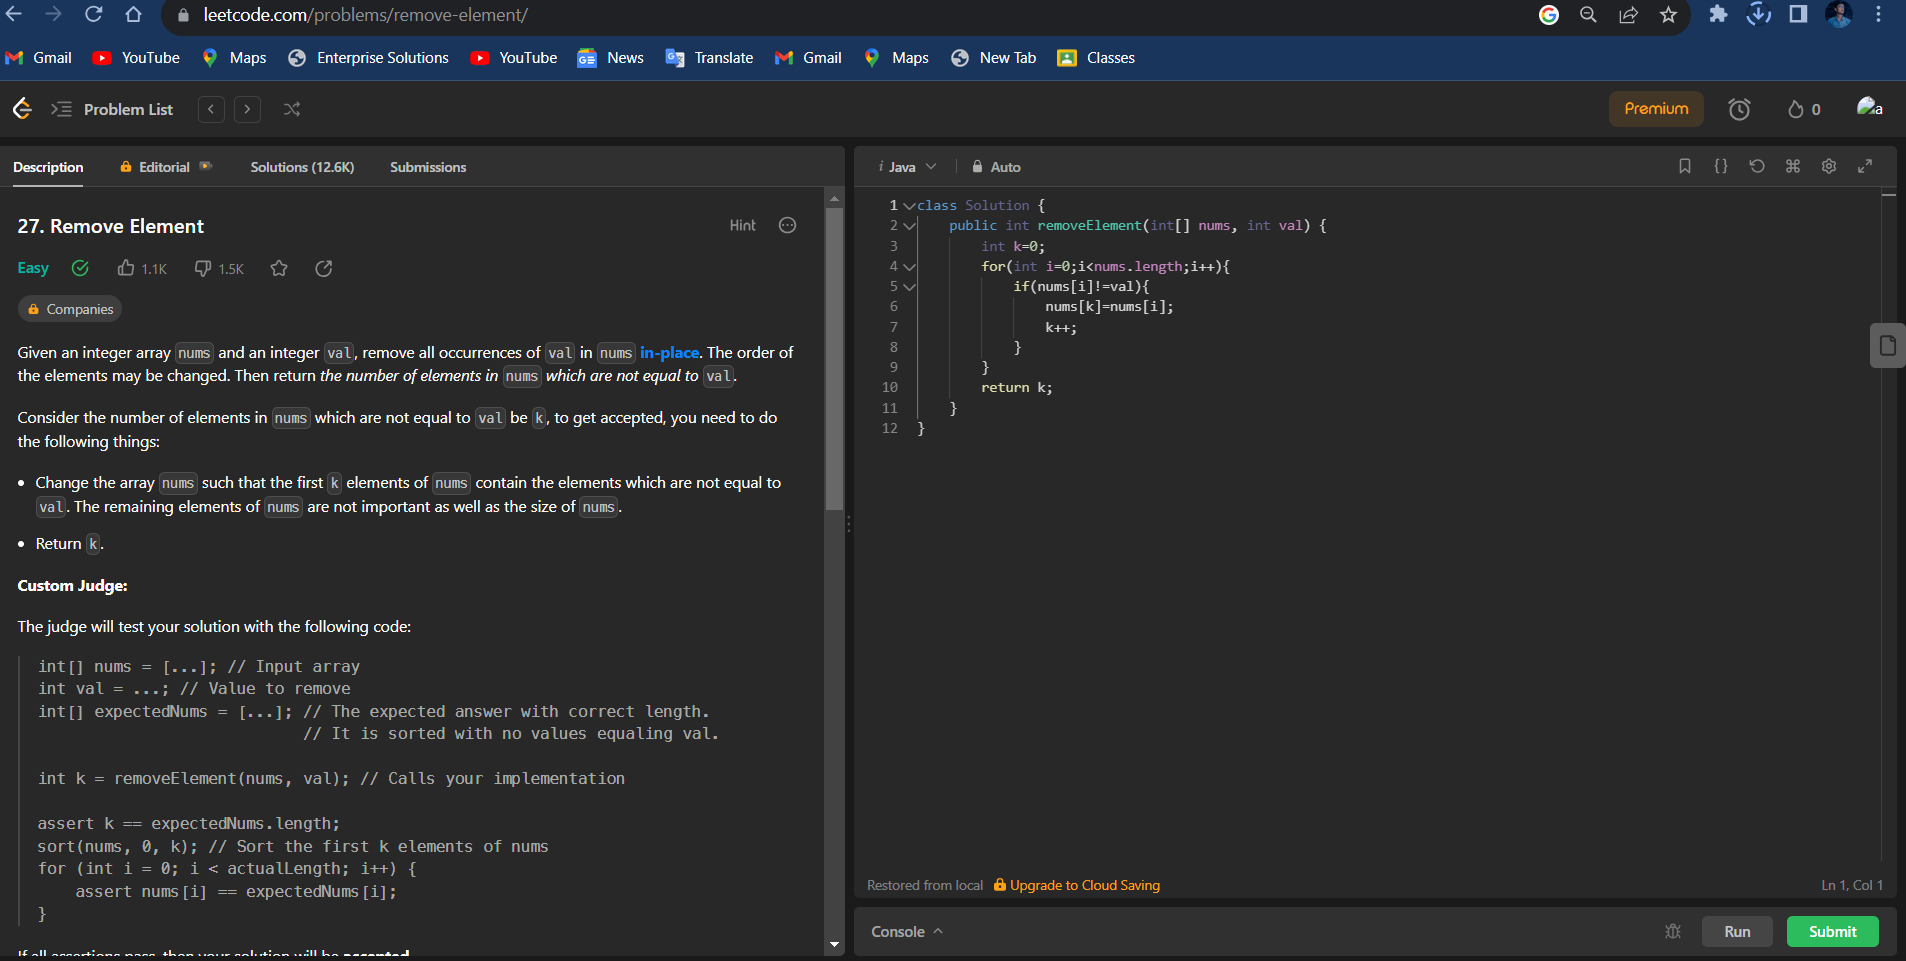 leetcode.com/problems/remove-element/
Gmail YouTube Maps Enterprise Solutions YouTube News Translate Gmail Maps New Tab Classes
Problem List Premium 0 a
Description Editorial Solutions (12.6K) Submissions
27. Remove Element Hint
Easy 1.1K 1.5K
Companies
Given an integer array nums and an integer val, remove all occurrences of val in nums in-place. The order of
the elements may be changed. Then return the number of elements in nums which are not equal to val.
Consider the number of elements in nums which are not equal to val be k, to get accepted, you need to do
the following things:
• Change the array nums such that the first k elements of nums contain the elements which are not equal to
val. The remaining elements of nums are not important as well as the size of nums.
• Return k.
Custom Judge:
The judge will test your solution with the following code:
int[] nums = [...]; // Input array
int val = ...; // Value to remove
int[] expectedNums = [...]; // The expected answer with correct length.
// It is sorted with no values equaling val.
int k = removeElement(nums, val); // Calls your implementation
assert k == expectedNums.length;
sort(nums, 0, k); // Sort the first k elements of nums
for (int i = 0; i < actualLength; i++) {
assert nums[i] == expectedNums[i];
}
If all assertions pass, then your solution will be accepted.
i Java Auto
1 class Solution {
2 public int removeElement(int[] nums, int val) {
3 int k=0;
4 for(int i=0;i<nums.length;i++){
5 if(nums[i]!=val){
6 nums[k]=nums[i];
7 k++;
8 }
9 }
10 return k;
11 }
12 }
Restored from local Upgrade to Cloud Saving Ln 1, Col 1
Console Run Submit